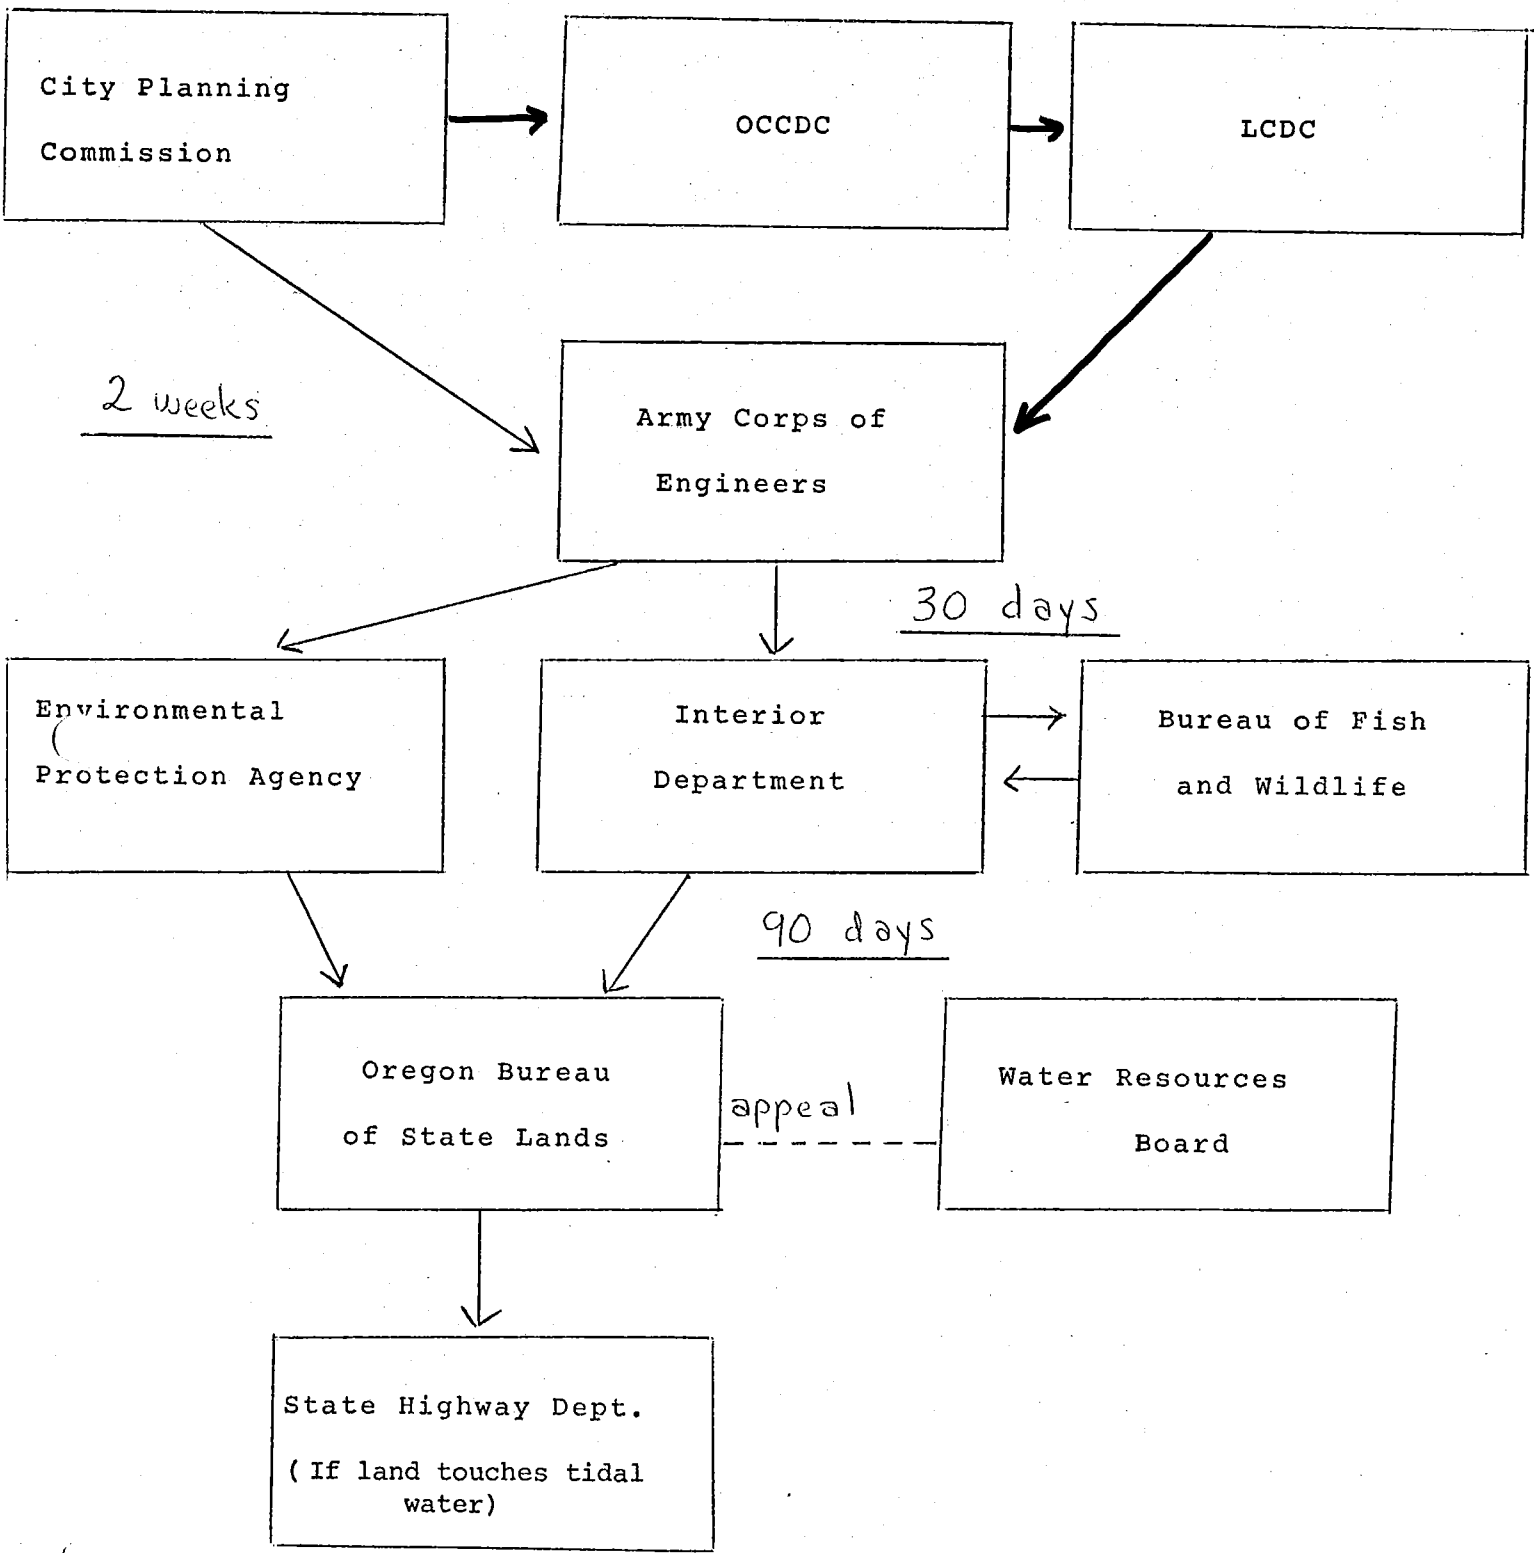 City Planning
Commission
OCCDC
LCDC
2 weeks
Army Corps of
Engineers
30 days
Environmental
Protection Agency
Interior
Department
Bureau of Fish
and Wildlife
90 days
Oregon Bureau
of State Lands
appeal
Water Resources
Board
State Highway Dept.
(If land touches tidal
water)